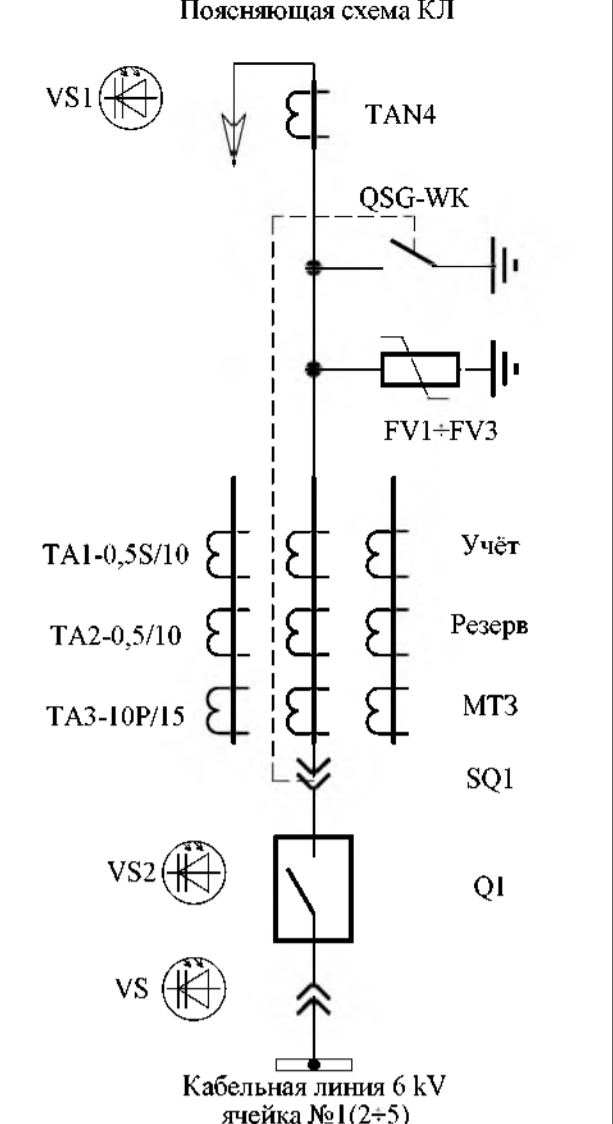 Поясняющая схема КЛ
VS1
TAN4
QSG-WK
FV1÷FV3
TA1-0,5S/10
Учёт
TA2-0,5/10
Резерв
TA3-10P/15
МТЗ
SQ1
VS2
Q1
VS
Кабельная линия 6 kV
ячейка №1(2÷5)